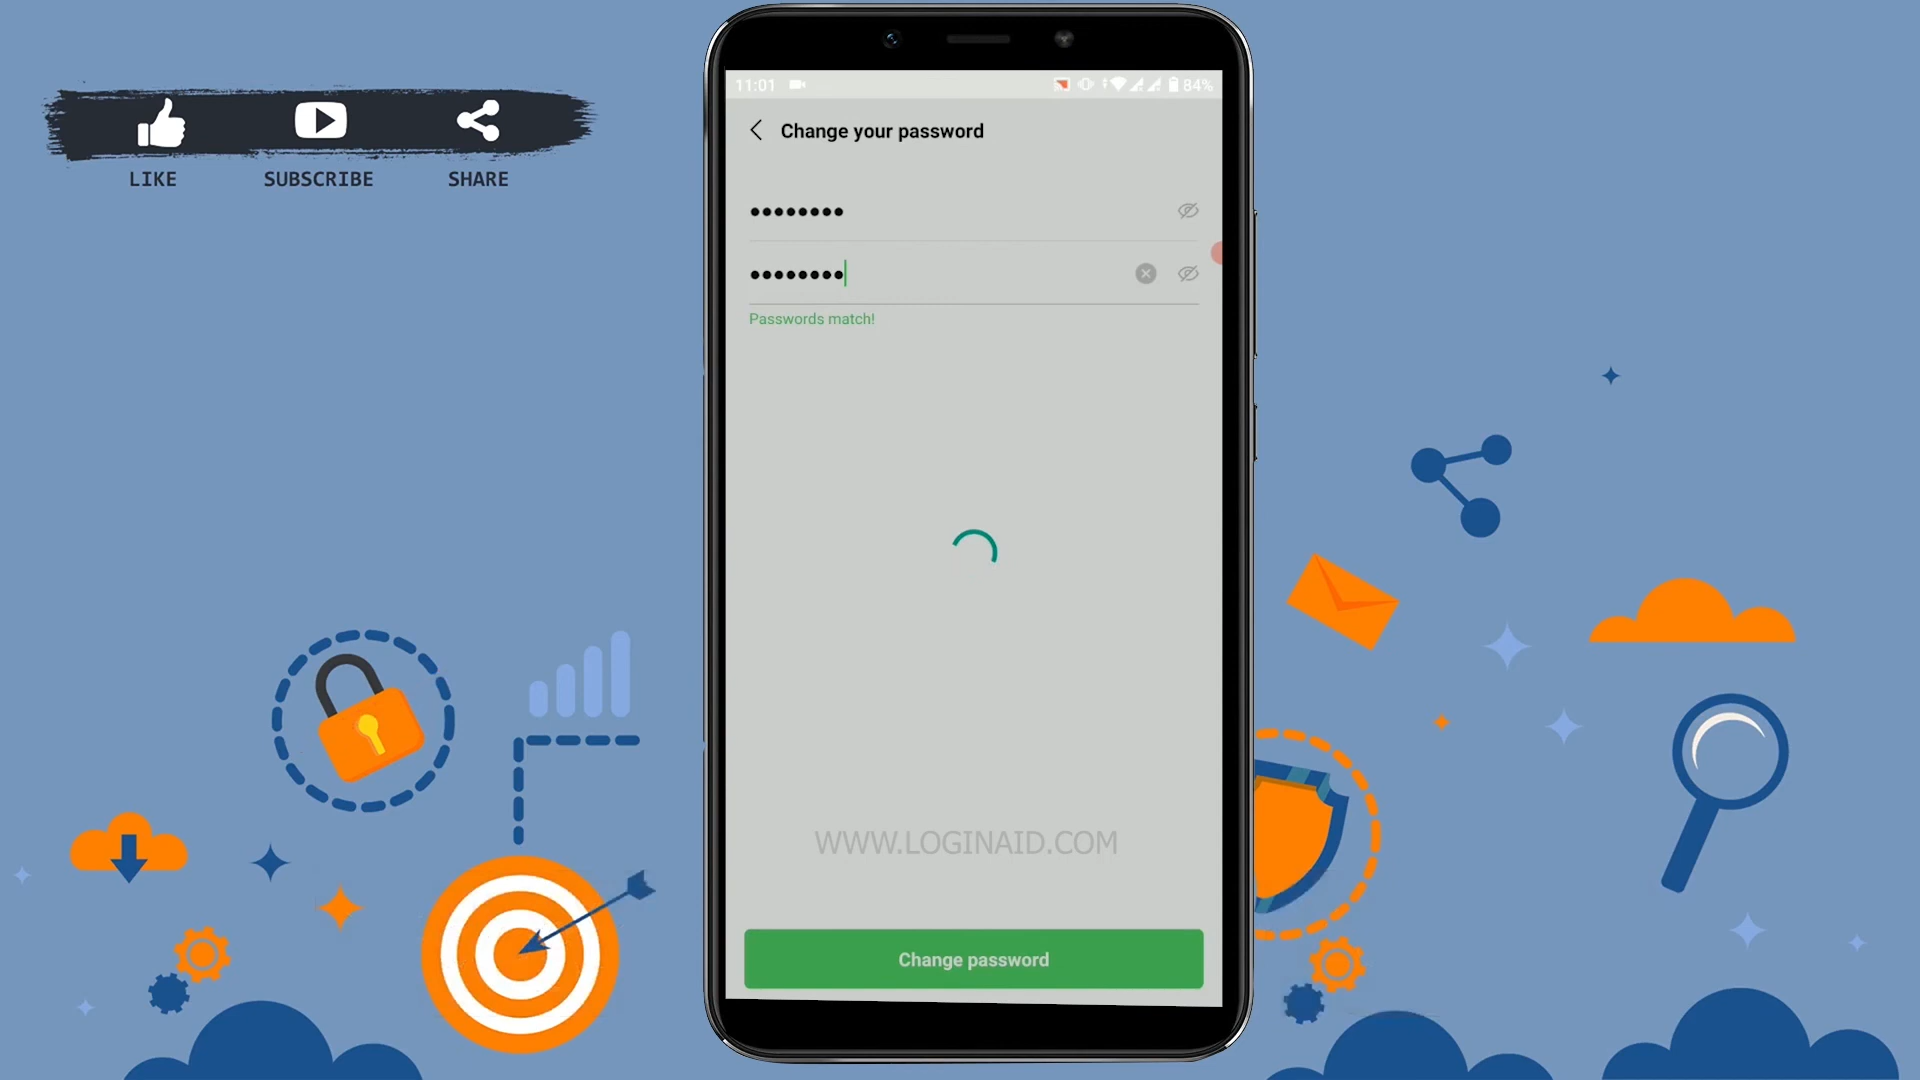 LIKE
SUBSCRIBE
SHARE
11:01
84%
Change your password
Passwords match!
WWW.LOGINAID.COM
Change password